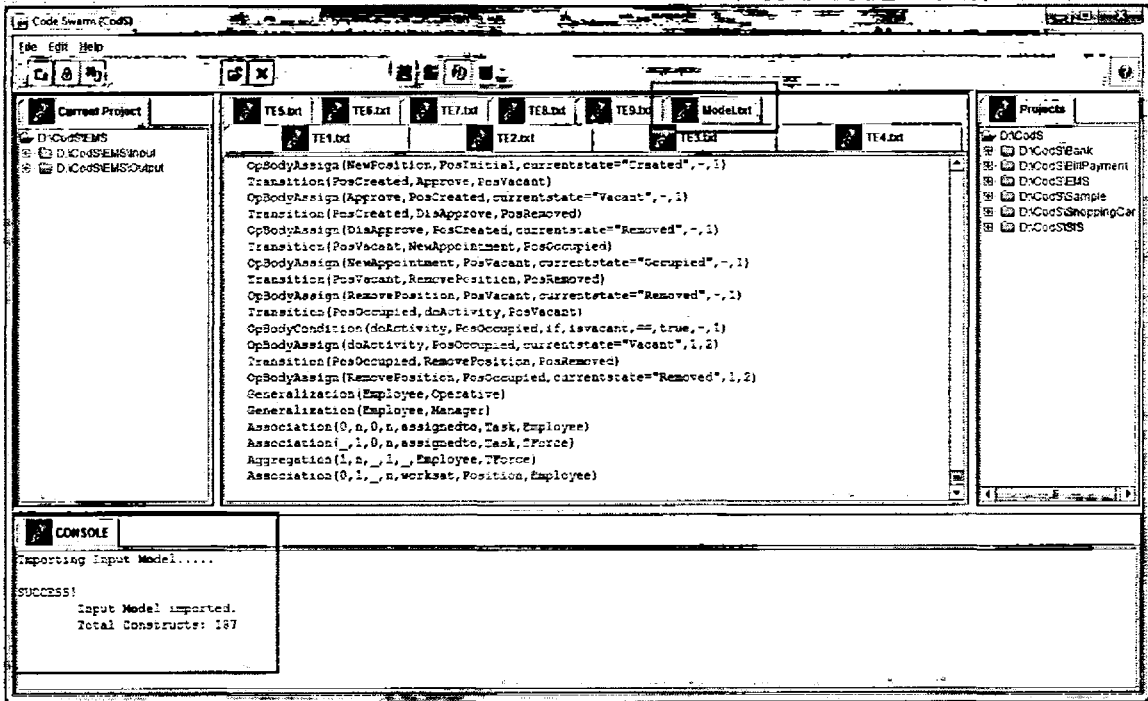 Code Swarm (CodS)
File Edit Help
Current Project
D:\CodS\EMS
D:\CodS\EMS\Input
D:\CodS\EMS\Output
TE5.txt TE6.txt TE7.txt TE8.txt TE9.txt Model.txt
TE1.txt TE2.txt TE3.txt TE4.txt
OpBodyAssign(NewPosition,PosInitial,currentstate="Created",-,1)
Transition(PosCreated,Approve,PosVacant)
OpBodyAssign(Approve,PosCreated,currentstate="Vacant",-,1)
Transition(PosCreated,DisApprove,PosRemoved)
OpBodyAssign(DisApprove,PosCreated,currentstate="Removed",-,1)
Transition(PosVacant,NewAppointment,PosOccupied)
OpBodyAssign(NewAppointment,PosVacant,currentstate="Occupied",-,1)
Transition(PosVacant,RemovePosition,PosRemoved)
OpBodyAssign(RemovePosition,PosVacant,currentstate="Removed",-,1)
Transition(PosOccupied,doActivity,PosVacant)
OpBodyCondition(doActivity,PosOccupied,if,isvacant,==,true,-,1)
OpBodyAssign(doActivity,PosOccupied,currentstate="Vacant",1,2)
Transition(PosOccupied,RemovePosition,PosRemoved)
OpBodyAssign(RemovePosition,PosOccupied,currentstate="Removed",1,2)
Generalization(Employee,Operative)
Generalization(Employee,Manager)
Association(0,n,0,n,assignedto,Task,Employee)
Association(_,1,0,n,assignedto,Task,TForce)
Aggregation(1,n,_,1,_,Employee,TForce)
Association(0,1,_,n,worksat,Position,Employee)
Projects
D:\CodS
D:\CodS\Bank
D:\CodS\BillPayment
D:\CodS\EMS
D:\CodS\Sample
D:\CodS\ShoppingCar
D:\CodS\SIS
CONSOLE
Importing Input Model.....
SUCCESS!
Input Model imported.
Total Constructs: 187